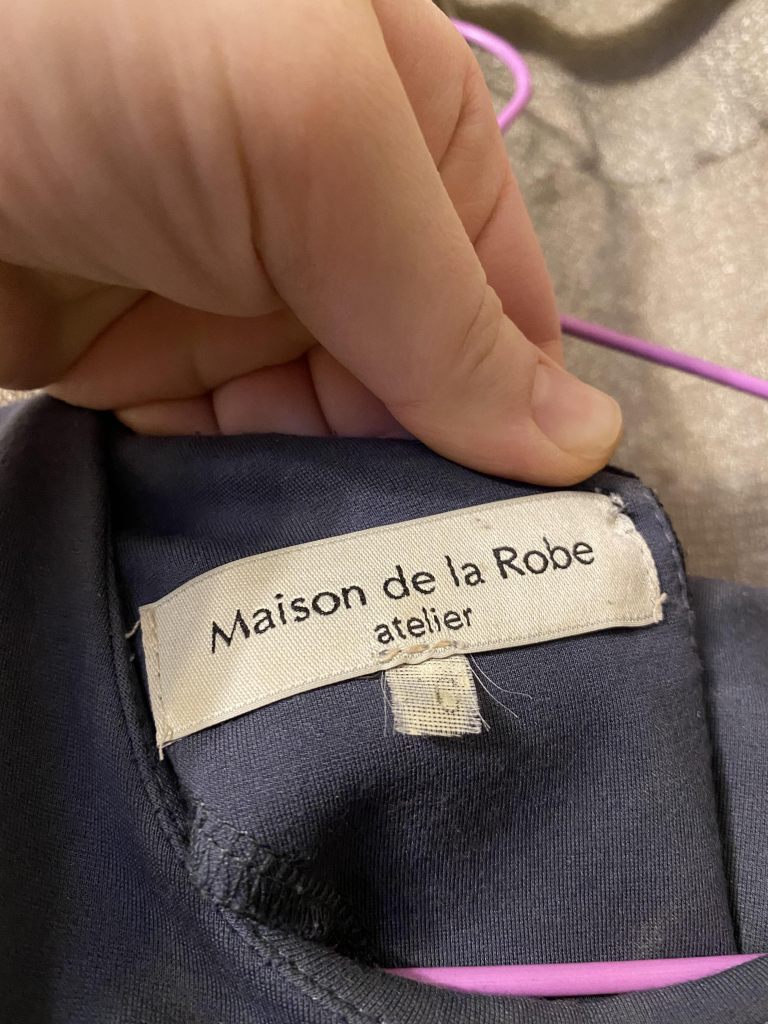 Maison de la Robe
atelier